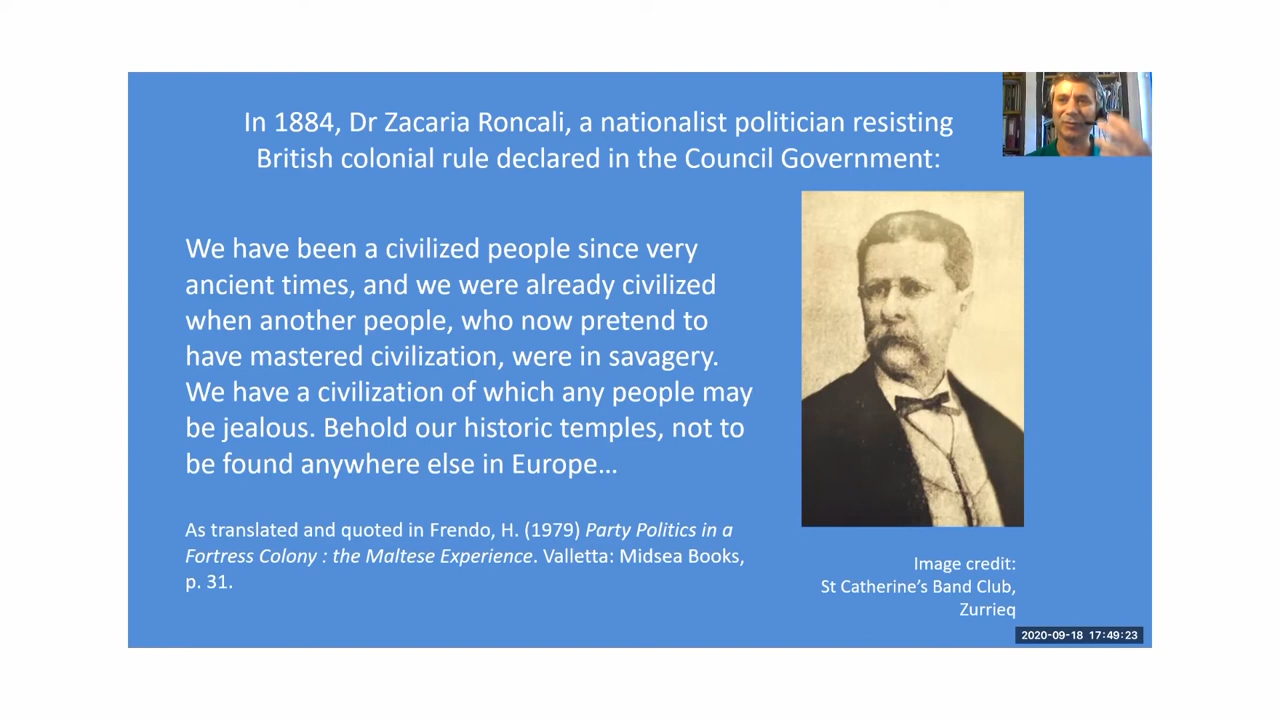 In 1884, Dr Zacaria Roncali, a nationalist politician resisting
British colonial rule declared in the Council Government:
We have been a civilized people since very
ancient times, and we were already civilized
when another people, who now pretend to
have mastered civilization, were in savagery.
We have a civilization of which any people may
be jealous. Behold our historic temples, not to
be found anywhere else in Europe…
As translated and quoted in Frendo, H. (1979) Party Politics in a
Fortress Colony : the Maltese Experience. Valletta: Midsea Books,
p. 31.
Image credit:
St Catherine’s Band Club,
Zurrieq
2020-09-18 17:49:23